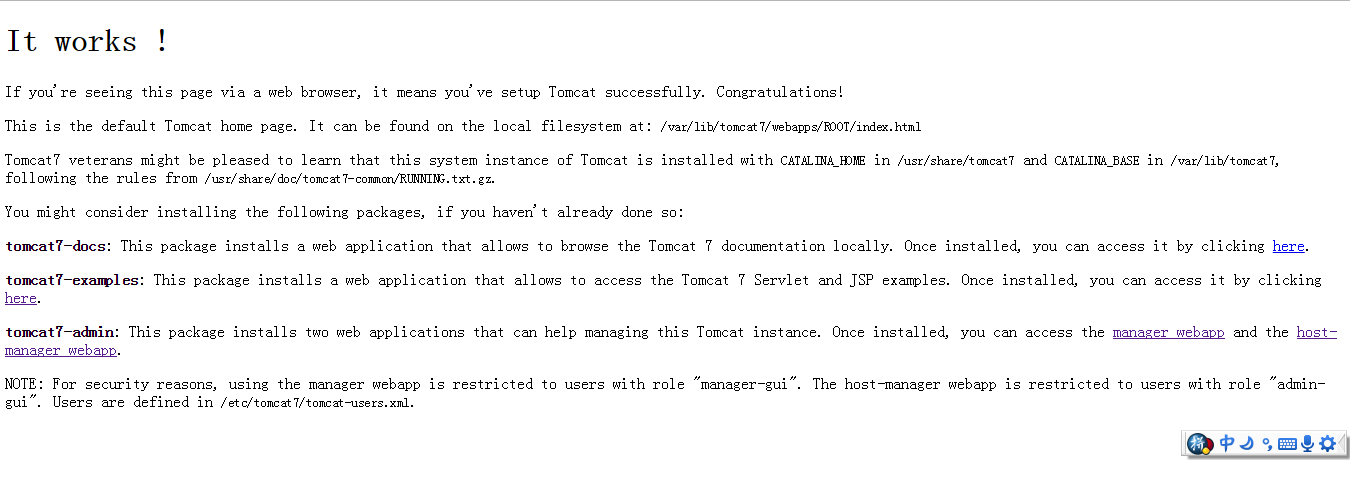 It works !
If you're seeing this page via a web browser, it means you've setup Tomcat successfully. Congratulations!
This is the default Tomcat home page. It can be found on the local filesystem at: /var/lib/tomcat7/webapps/ROOT/index.html
Tomcat7 veterans might be pleased to learn that this system instance of Tomcat is installed with CATALINA_HOME in /usr/share/tomcat7 and CATALINA_BASE in /var/lib/tomcat7,
following the rules from /usr/share/doc/tomcat7-common/RUNNING.txt.gz.
You might consider installing the following packages, if you haven't already done so:
tomcat7-docs: This package installs a web application that allows to browse the Tomcat 7 documentation locally. Once installed, you can access it by clicking here.
tomcat7-examples: This package installs a web application that allows to access the Tomcat 7 Servlet and JSP examples. Once installed, you can access it by clicking
here.
tomcat7-admin: This package installs two web applications that can help managing this Tomcat instance. Once installed, you can access the manager webapp and the host-
manager webapp.
NOTE: For security reasons, using the manager webapp is restricted to users with role "manager-gui". The host-manager webapp is restricted to users with role "admin-
gui". Users are defined in /etc/tomcat7/tomcat-users.xml.
拼 中 °,